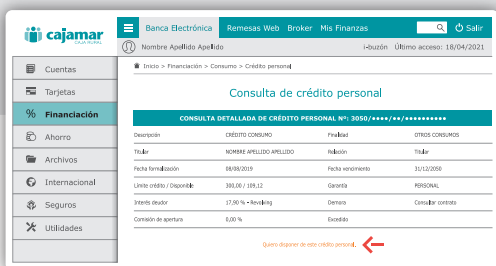 cajamar
CAJA RURAL
Banca Electrónica Remesas Web Broker Mis Finanzas Salir
Nombre Apellido Apellido i-buzón Último acceso: 18/04/2021
Inicio > Financiación > Consumo > Crédito personal
Cuentas
Tarjetas
Financiación
Ahorro
Archivos
Internacional
Seguros
Utilidades
Consulta de crédito personal
CONSULTA DETALLADA DE CRÉDITO PERSONAL Nº: 3050/••••/••/••••••••••
Descripción CRÉDITO CONSUMO Finalidad OTROS CONSUMOS
Titular NOMBRE APELLIDO APELLIDO Relación Titular
Fecha formalización 08/08/2019 Fecha vencimiento 31/12/2050
Límite crédito / Disponible 300,00 / 109,12 Garantía PERSONAL
Interés deudor 17,90 % - Revolving Demora Consultar contrato
Comisión de apertura 0,00 % Excedido
Quiero disponer de este crédito personal.